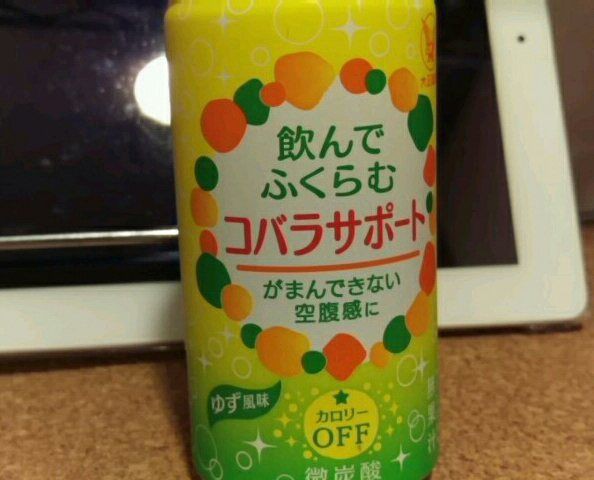 飲んで
ふくらむ
コバラサポート
がまんできない
空腹感に
ゆず風味
カロリー
OFF
微炭酸